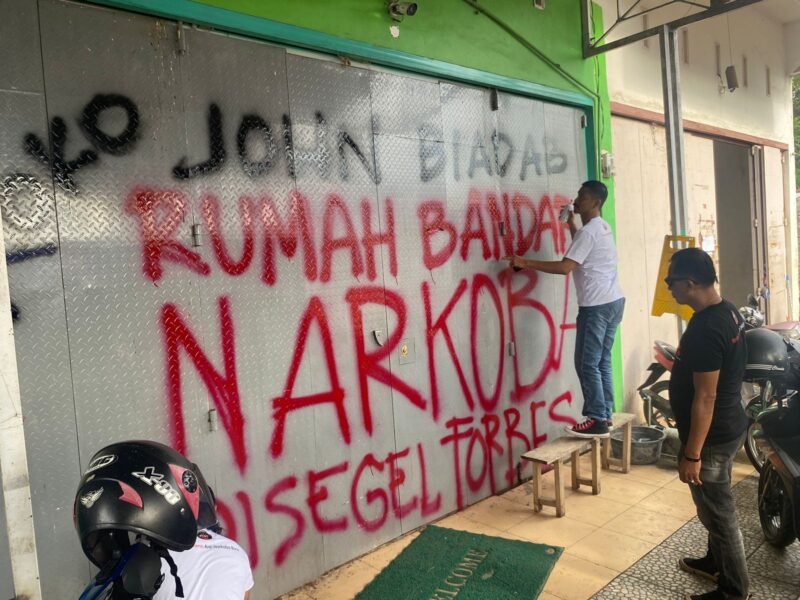 JOHN BIADAB
RUMAH BANDAR
NARKOBA
DISEGEL FORBES
WELCOME